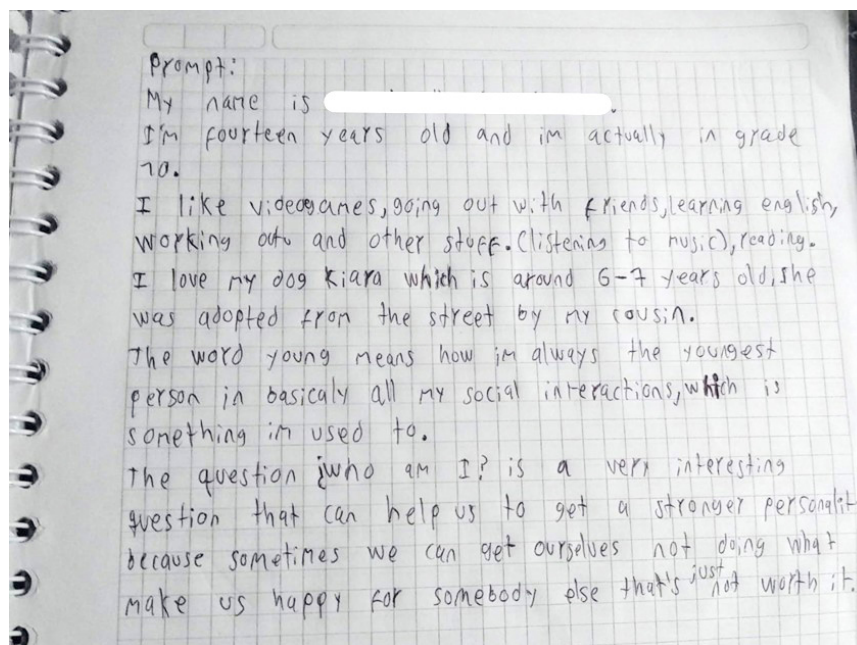 Prompt:
My name is .
I'm fourteen years old and im actually in grade
10.
I like videogames, going out with friends, learning english,
working out and other stuff. (listening to music), reading.
I love my dog kiara which is around 6-7 years old, she
was adopted from the street by my cousin.
The word young means how im always the youngest
person in basicaly all my social interactions, which is
something im used to.
The question ¿who am I? is a very interesting
question that can help us to get a stronger personalit
because sometimes we can get ourselves not doing what
make us happy for somebody else that's just not worth it.